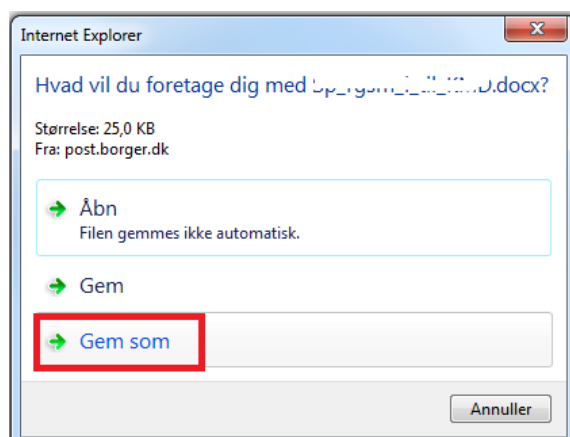 Internet Explorer
Hvad vil du foretage dig med .docx?
Størrelse: 25,0 KB
Fra: post.borger.dk
Åbn
Filen gemmes ikke automatisk.
Gem
Gem som
Annuller